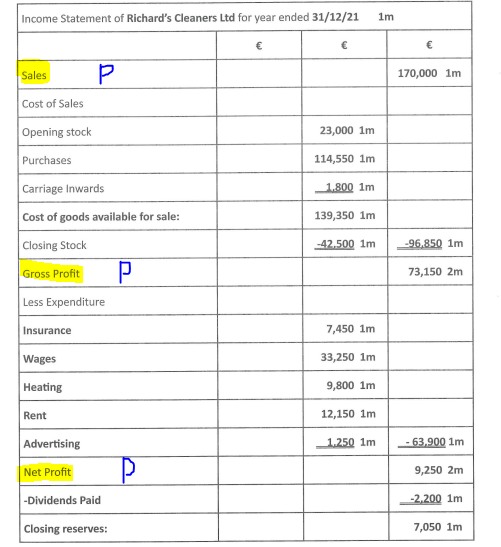 Income Statement of Richard's Cleaners Ltd for year ended 31/12/21 1m
€ € €
Sales P 170,000 1m
Cost of Sales
Opening stock 23,000 1m
Purchases 114,550 1m
Carriage Inwards 1,800 1m
Cost of goods available for sale: 139,350 1m
Closing Stock -42,500 1m -96,850 1m
Gross Profit P 73,150 2m
Less Expenditure
Insurance 7,450 1m
Wages 33,250 1m
Heating 9,800 1m
Rent 12,150 1m
Advertising 1,250 1m - 63,900 1m
Net Profit P 9,250 2m
-Dividends Paid -2,200 1m
Closing reserves: 7,050 1m